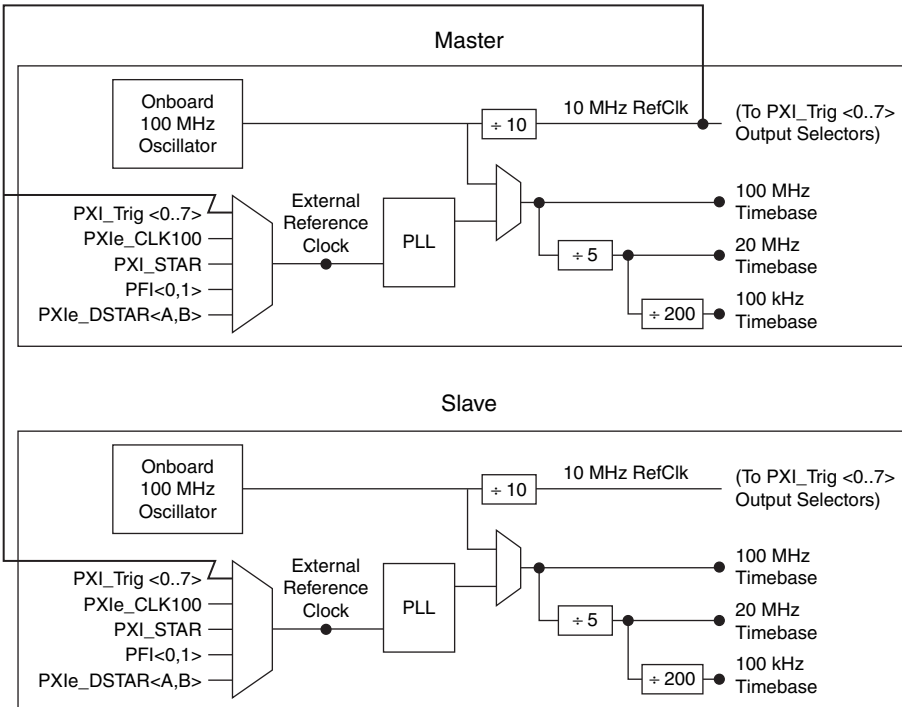 Master
Onboard
100 MHz
Oscillator
÷ 10
10 MHz RefClk
(To PXI_Trig <0..7>
Output Selectors)
PXI_Trig <0..7>
PXIe_CLK100
PXI_STAR
PFI<0,1>
PXIe_DSTAR<A,B>
External
Reference
Clock
PLL
100 MHz
Timebase
÷ 5
20 MHz
Timebase
÷ 200
100 kHz
Timebase
Slave
Onboard
100 MHz
Oscillator
÷ 10
10 MHz RefClk
(To PXI_Trig <0..7>
Output Selectors)
PXI_Trig <0..7>
PXIe_CLK100
PXI_STAR
PFI<0,1>
PXIe_DSTAR<A,B>
External
Reference
Clock
PLL
100 MHz
Timebase
÷ 5
20 MHz
Timebase
÷ 200
100 kHz
Timebase